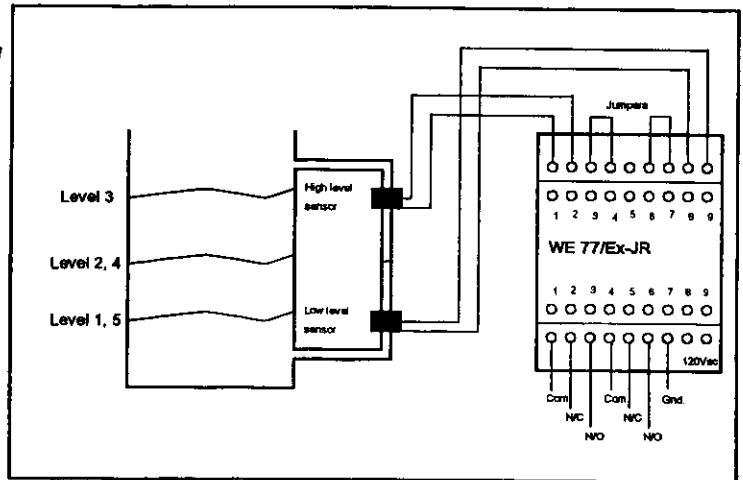 Jumpers
High level
sensor
Level 3
Level 2, 4
Level 1, 5
Low level
sensor
1 2 3 4 5 6 7 8 9
WE 77/Ex-JR
1 2 3 4 5 6 7 8 9
120Vac
Com Com Gnd.
N/C N/C
N/O N/O